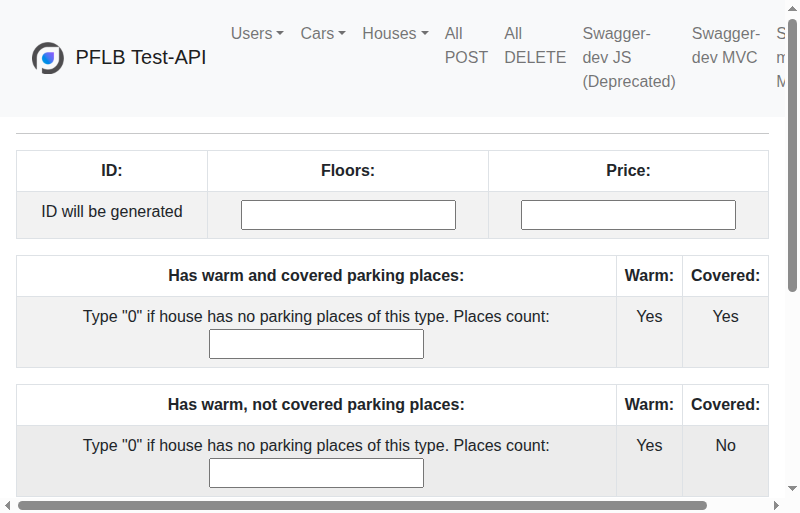 PFLB Test-API
Users
Cars
Houses
All
POST
All
DELETE
Swagger-
dev JS
(Deprecated)
Swagger-
dev MVC
ID:
Floors:
Price:
ID will be generated
Has warm and covered parking places:
Warm:
Covered:
Type "0" if house has no parking places of this type. Places count:
Yes
Yes
Has warm, not covered parking places:
Warm:
Covered:
Type "0" if house has no parking places of this type. Places count:
Yes
No